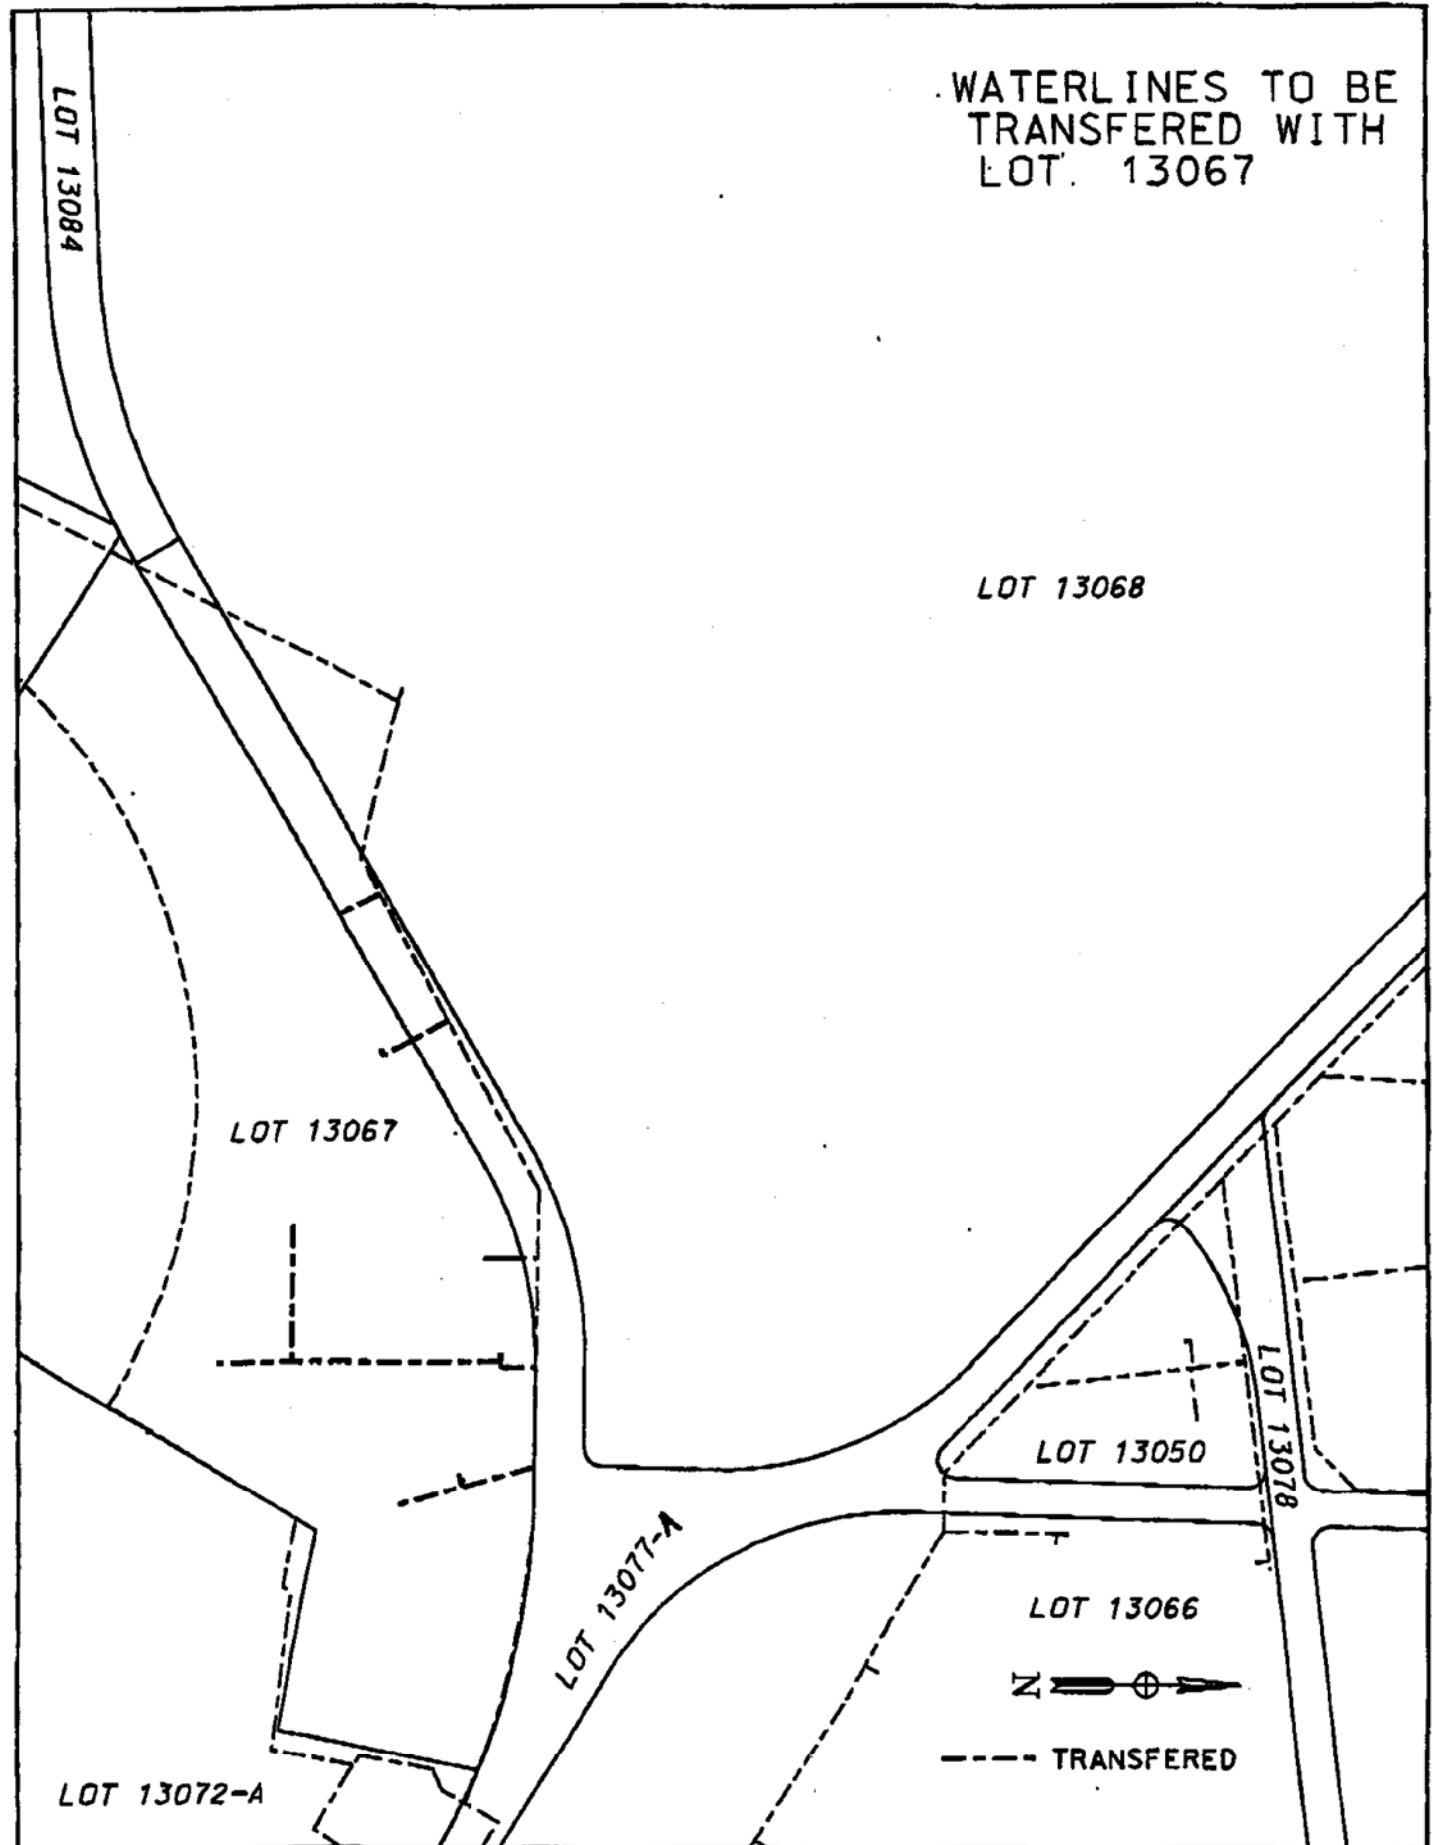 WATERLINES TO BE
TRANSFERED WITH
LOT. 13067
LOT 13084
LOT 13068
LOT 13067
LOT 13078
LOT 13050
LOT 13077-A
LOT 13066
N
TRANSFERED
LOT 13072-A